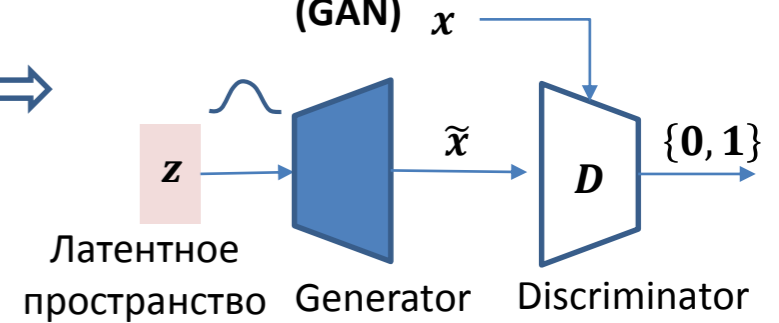 (GAN) x
z
x̃
D
{0, 1}
Латентное
пространство
Generator
Discriminator